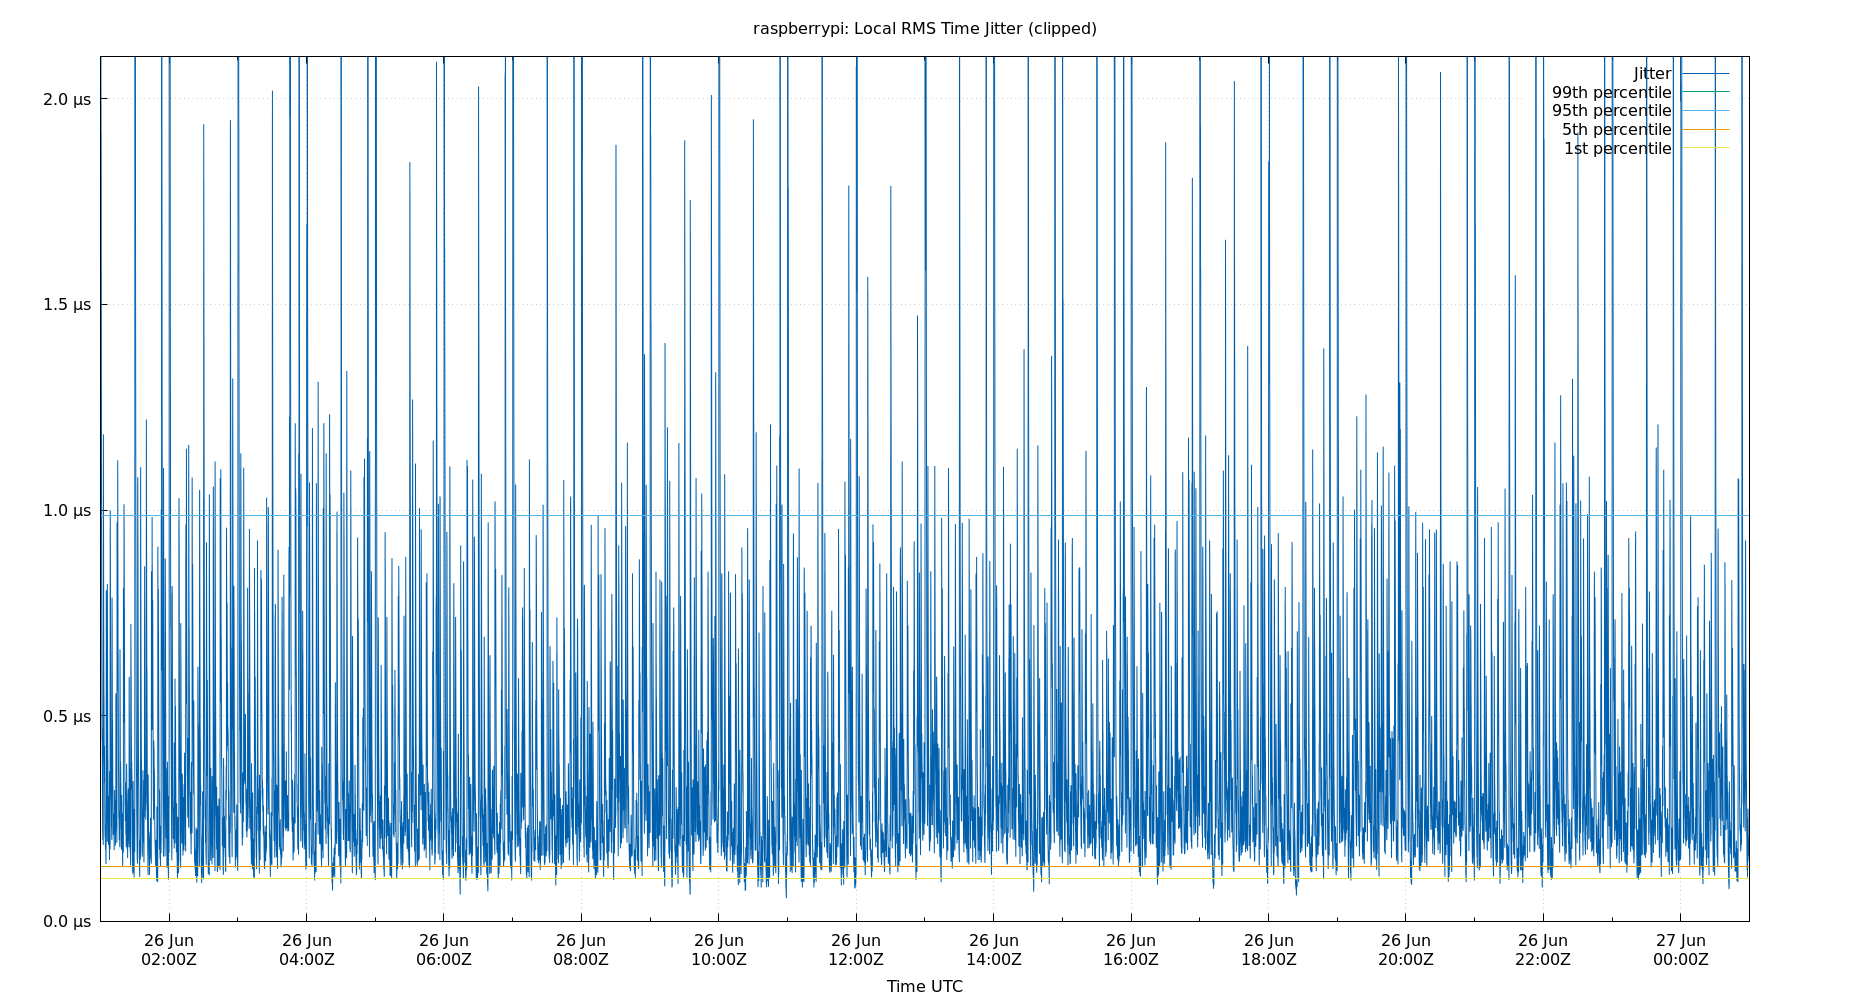 raspberrypi: Local RMS Time Jitter (clipped)
Jitter
99th percentile
95th percentile
5th percentile
1st percentile
2.0 µs
1.5 µs
1.0 µs
0.5 µs
0.0 µs
26 Jun 26 Jun 26 Jun 26 Jun 26 Jun 26 Jun 26 Jun 26 Jun 26 Jun 26 Jun 26 Jun 27 Jun
02:00Z 04:00Z 06:00Z 08:00Z 10:00Z 12:00Z 14:00Z 16:00Z 18:00Z 20:00Z 22:00Z 00:00Z
Time UTC